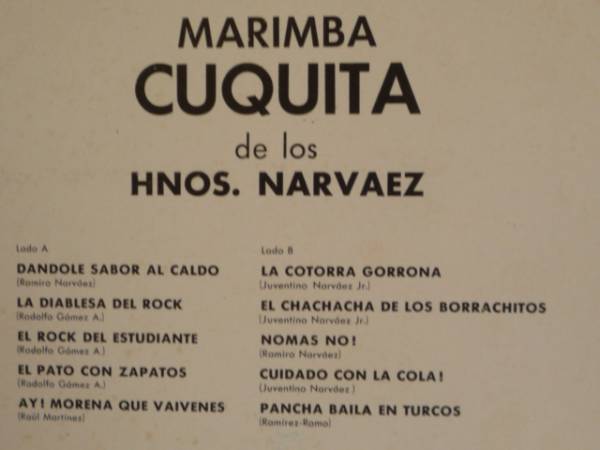 MARIMBA
CUQUITA
de los
HNOS. NARVAEZ
Lado A
DANDOLE SABOR AL CALDO
(Ramiro Narváez)
LA DIABLESA DEL ROCK
(Rodolfo Gómez A.)
EL ROCK DEL ESTUDIANTE
(Rodolfo Gómez A.)
EL PATO CON ZAPATOS
(Rodolfo Gómez A.)
AY! MORENA QUE VAIVENES
(Raúl Martínez)
Lado B
LA COTORRA GORRONA
(Juventino Narváez Jr.)
EL CHACHACHA DE LOS BORRACHITOS
(Juventino Narváez Jr.)
NOMAS NO!
(Ramiro Narváez)
CUIDADO CON LA COLA!
(Juventino Narváez)
PANCHA BAILA EN TURCOS
(Ramírez-Romo)